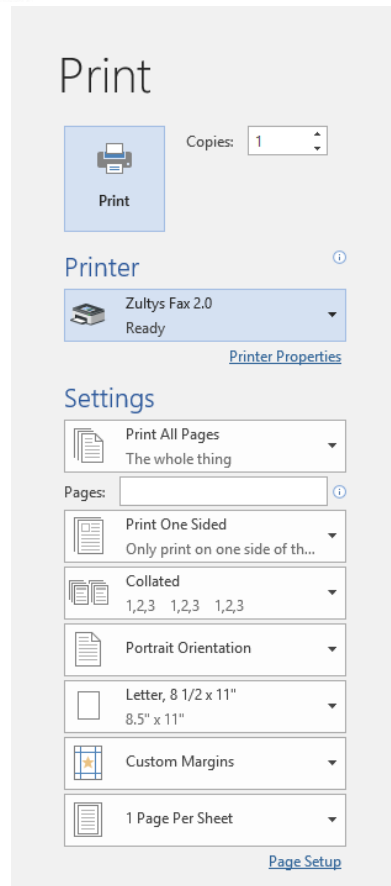 Print
Copies: 1
Print
Printer
Zultys Fax 2.0
Ready
Printer Properties
Settings
Print All Pages
The whole thing
Pages:
Print One Sided
Only print on one side of th...
Collated
1,2,3 1,2,3 1,2,3
Portrait Orientation
Letter, 8 1/2 x 11"
8.5" x 11"
Custom Margins
1 Page Per Sheet
Page Setup